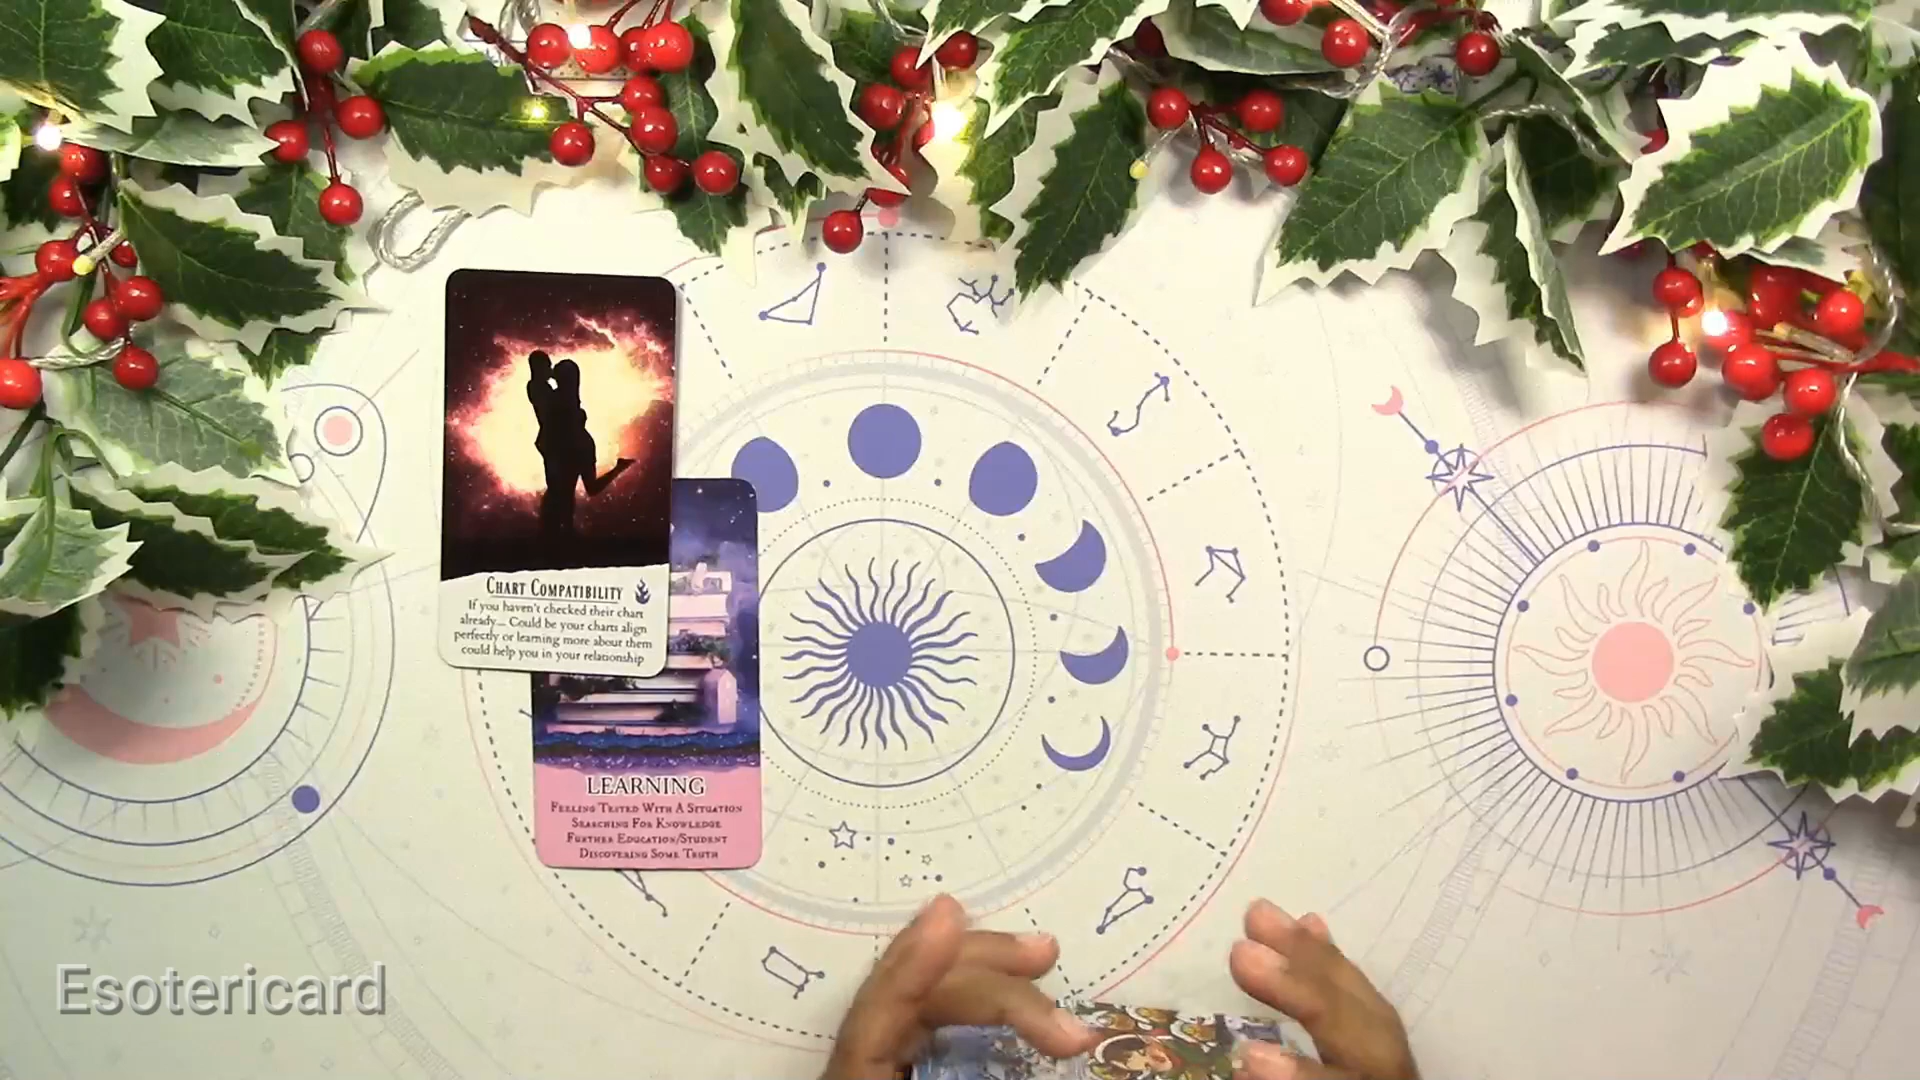 Chart Compatibility
If you haven't checked their chart
already... Could be your charts align
perfectly or learning more about them
could help you in your relationship
LEARNING
Feeling Tested With A Situation
Searching For Knowledge
Further Education/Student
Discovering Some Truth
Esotericard